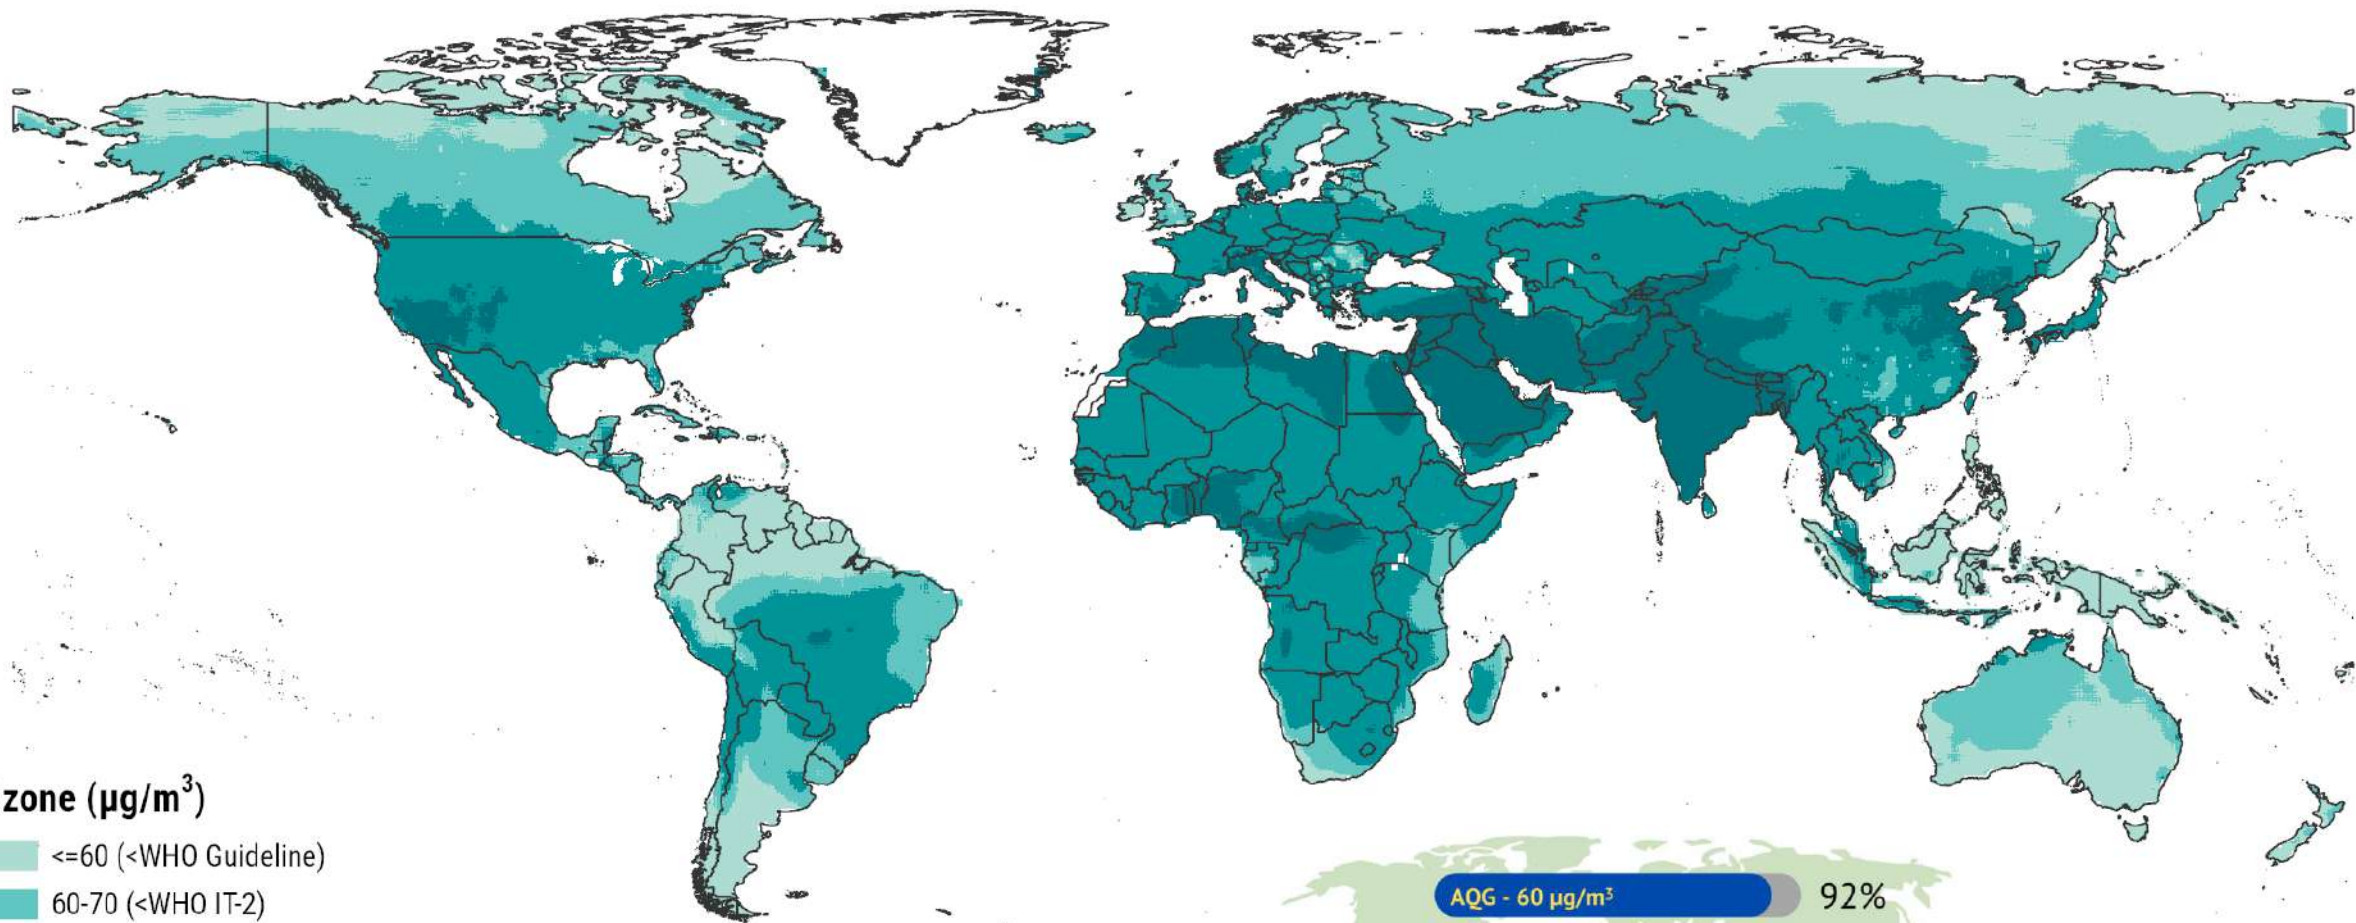 zone (µg/m³)
<=60 (<WHO Guideline)
60-70 (<WHO IT-2)
AQG - 60 µg/m³
92%